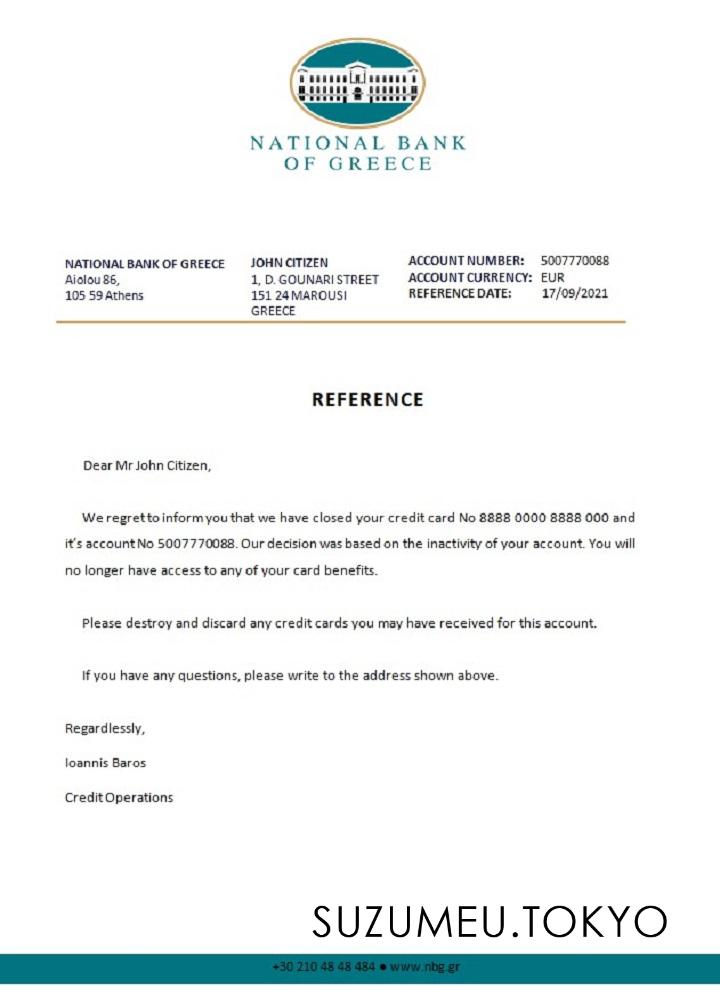 NATIONAL BANK
OF GREECE
NATIONAL BANK OF GREECE
Aiolou 86,
105 59 Athens
JOHN CITIZEN
1, D. GOUNARI STREET
151 24 MAROUSI
GREECE
ACCOUNT NUMBER: 5007770088
ACCOUNT CURRENCY: EUR
REFERENCE DATE: 17/09/2021
REFERENCE
Dear Mr John Citizen,
We regret to inform you that we have closed your credit card No 8888 0000 8888 000 and
it's account No 5007770088. Our decision was based on the inactivity of your account. You will
no longer have access to any of your card benefits.
Please destroy and discard any credit cards you may have received for this account.
If you have any questions, please write to the address shown above.
Regardlessly,
Ioannis Baros
Credit Operations
SUZUMEU.TOKYO
+30 210 48 48 484 ● www.nbg.gr